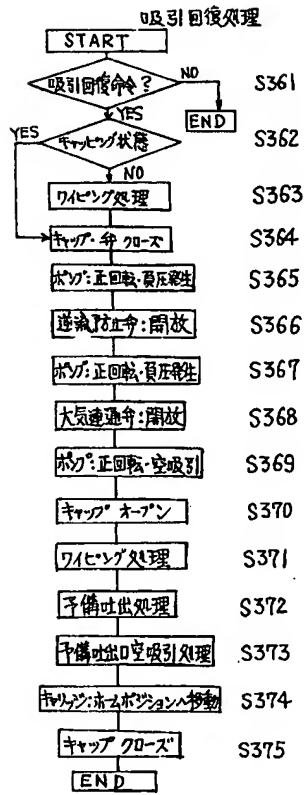 吸引回復処理
START
吸引回復命令?
NO
S361
YES
END
YES
キャッピング状態
S362
NO
ワイピング処理
S363
キャップ・弁クローズ
S364
ポンプ:正回転・負圧発生
S365
逆流防止弁:開放
S366
ポンプ:正回転・負圧発生
S367
大気連通弁:開放
S368
ポンプ:正回転・空吸引
S369
キャップオープン
S370
ワイピング処理
S371
予備吐出処理
S372
予備吐出口空吸引処理
S373
キャリッジ:ホームポジションへ移動
S374
キャップクローズ
S375
END